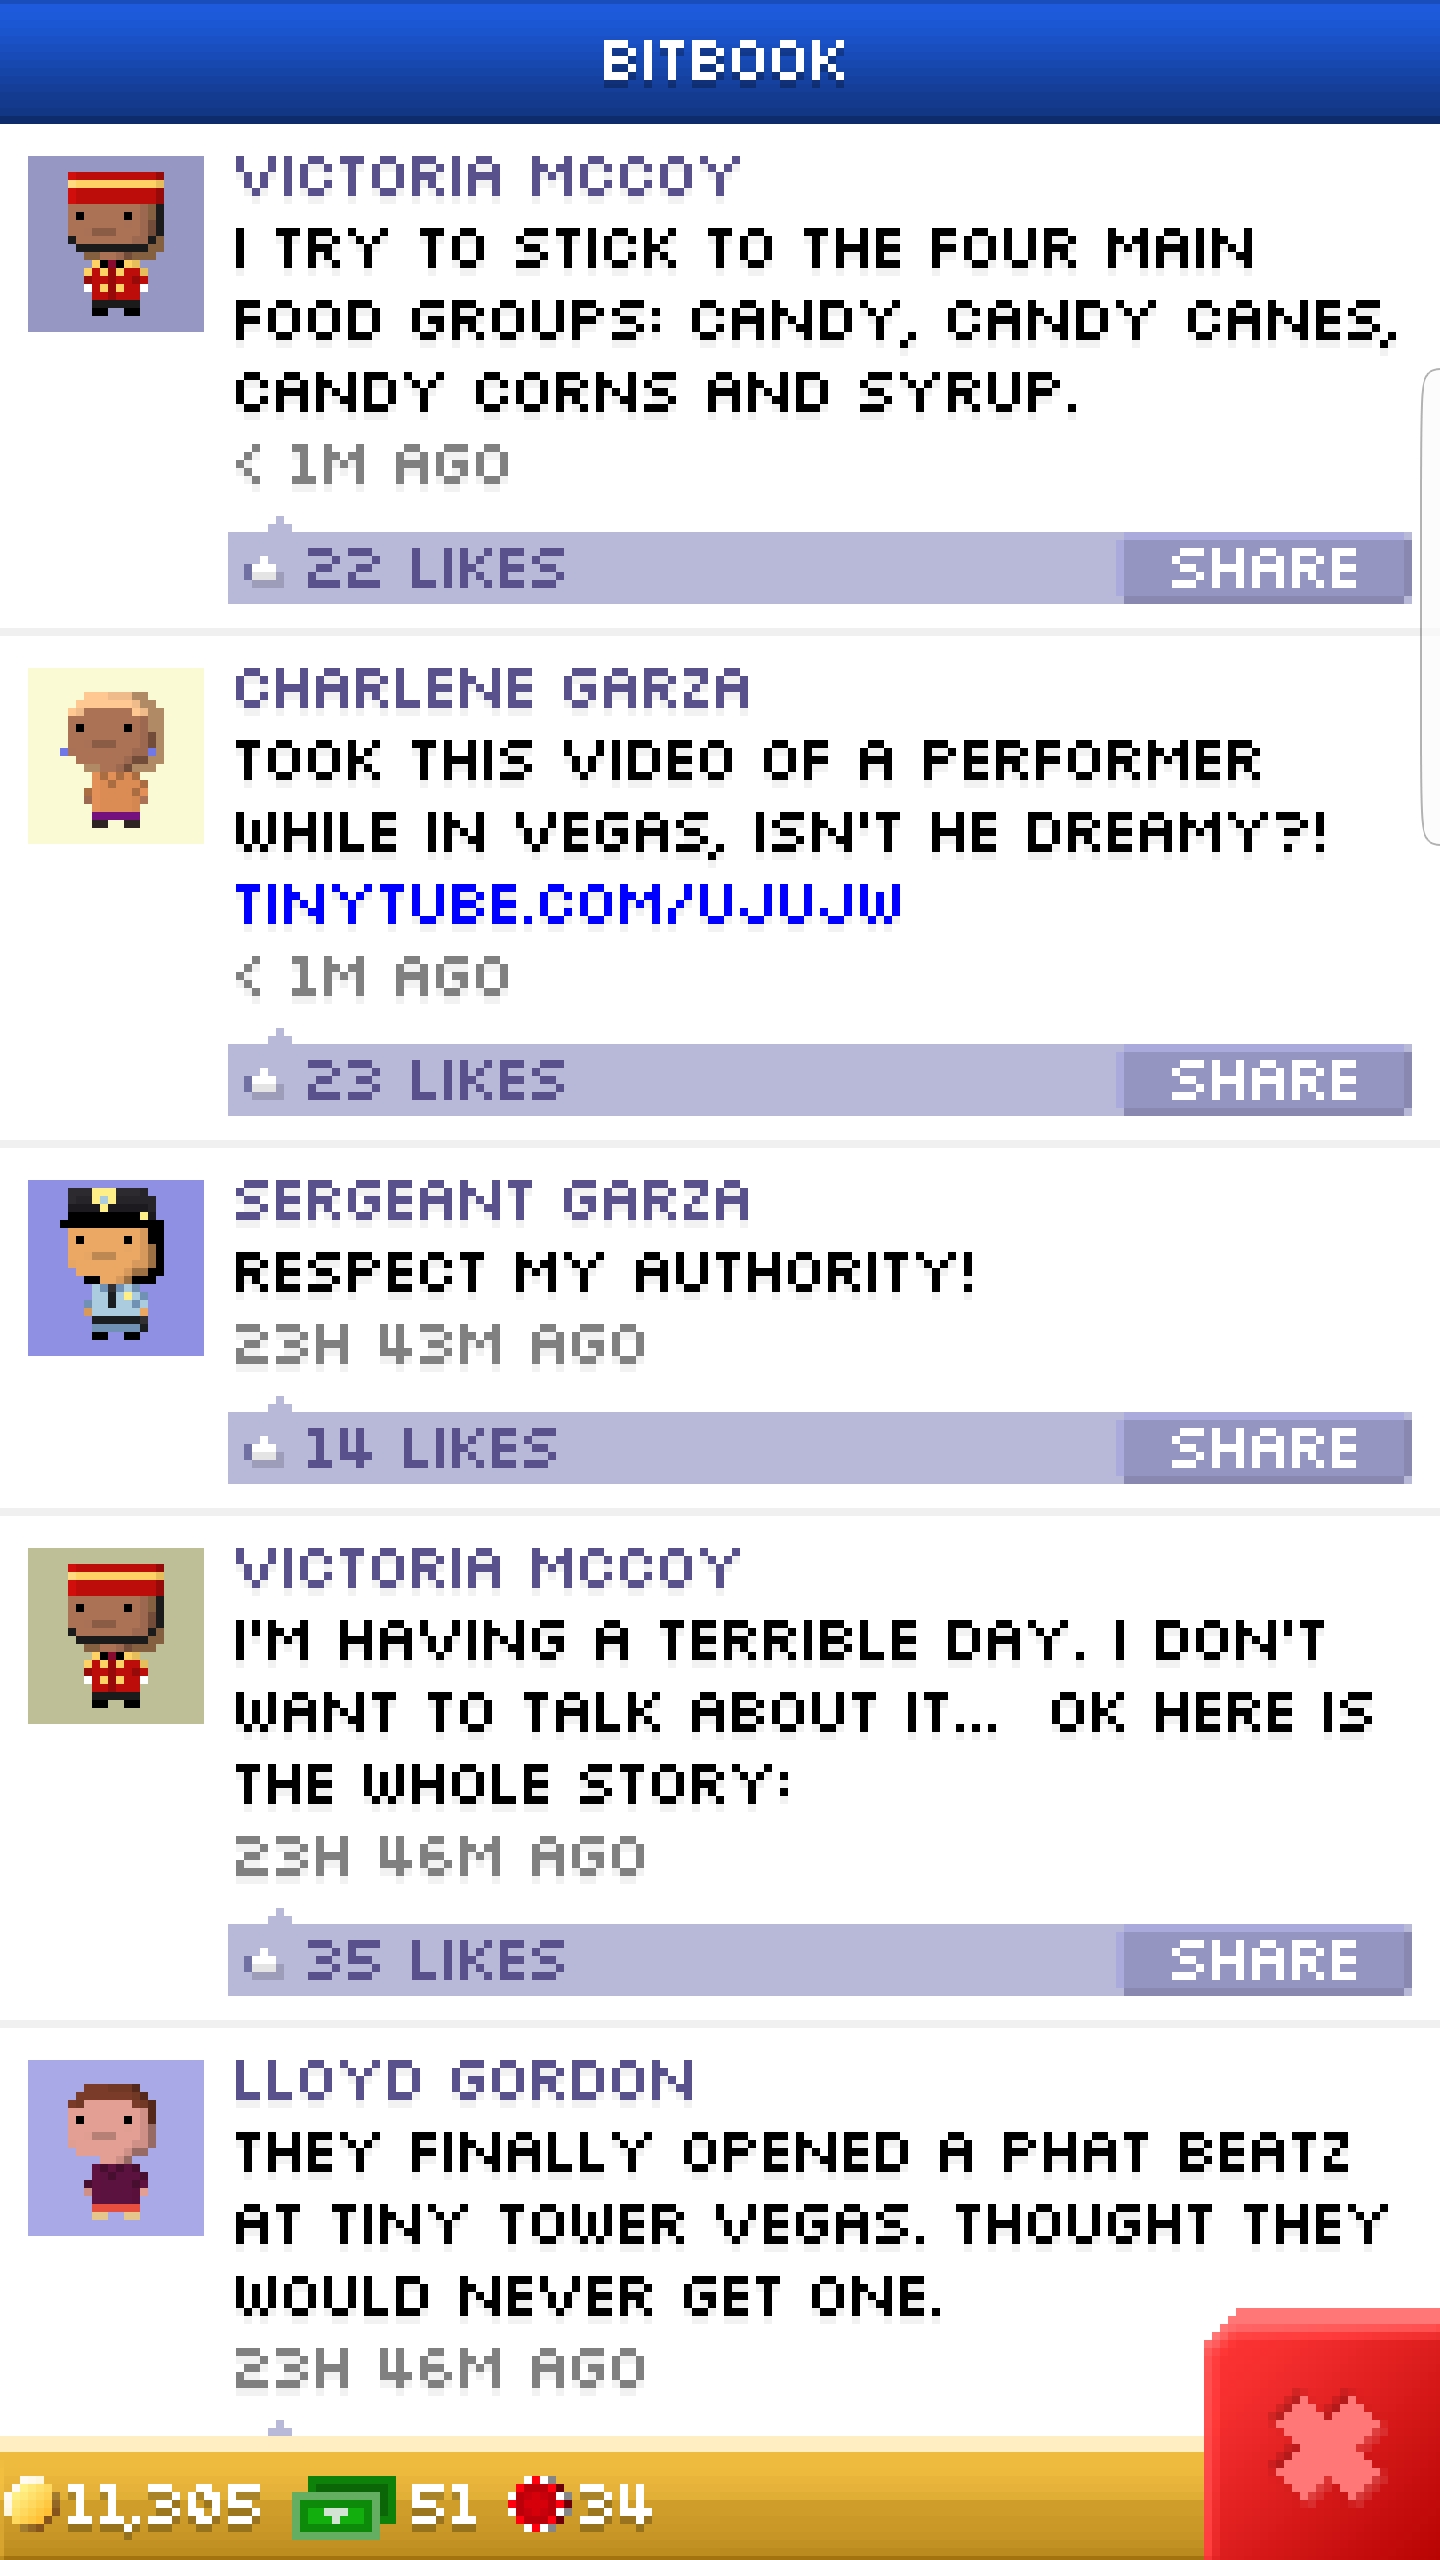 BITBOOK
VICTORIA MCCOY
I TRY TO STICK TO THE FOUR MAIN
FOOD GROUPS: CANDY, CANDY CANES,
CANDY CORNS AND SYRUP.
< 1M AGO
22 LIKES SHARE
CHARLENE GARZA
TOOK THIS VIDEO OF A PERFORMER
WHILE IN VEGAS, ISN'T HE DREAMY?!
TINYTUBE.COM/UJUJW
< 1M AGO
23 LIKES SHARE
SERGEANT GARZA
RESPECT MY AUTHORITY!
23H 43M AGO
14 LIKES SHARE
VICTORIA MCCOY
I'M HAVING A TERRIBLE DAY. I DON'T
WANT TO TALK ABOUT IT... OK HERE IS
THE WHOLE STORY:
23H 46M AGO
35 LIKES SHARE
LLOYD GORDON
THEY FINALLY OPENED A PHAT BEATZ
AT TINY TOWER VEGAS. THOUGHT THEY
WOULD NEVER GET ONE.
23H 46M AGO
11,305 51 34